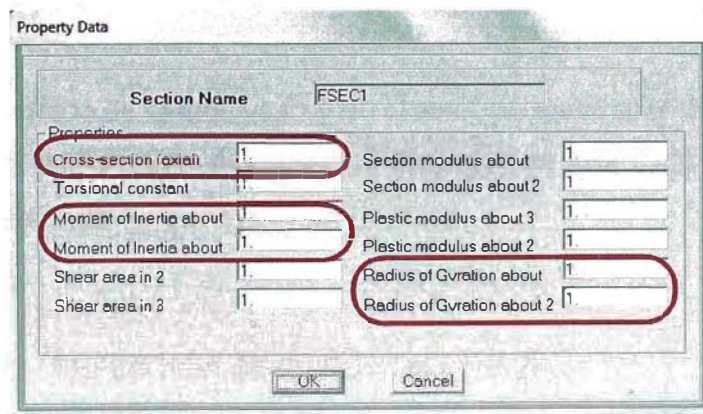 Property Data
Section Name FSEC1
Properties
Cross-section (axial) 1.
Torsional constant 1.
Moment of Inertia about 1.
Moment of Inertia about 1.
Shear area in 2 1.
Shear area in 3 1.
Section modulus about 1.
Section modulus about 2 1.
Plastic modulus about 3 1.
Plastic modulus about 2 1.
Radius of Gyration about 1.
Radius of Gyration about 2 1.
OK Cancel